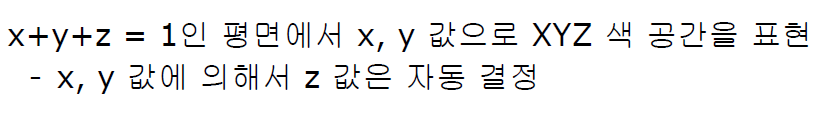 x+y+z = 1인 평면에서 x, y 값으로 XYZ 색 공간을 표현
- x, y 값에 의해서 z 값은 자동 결정